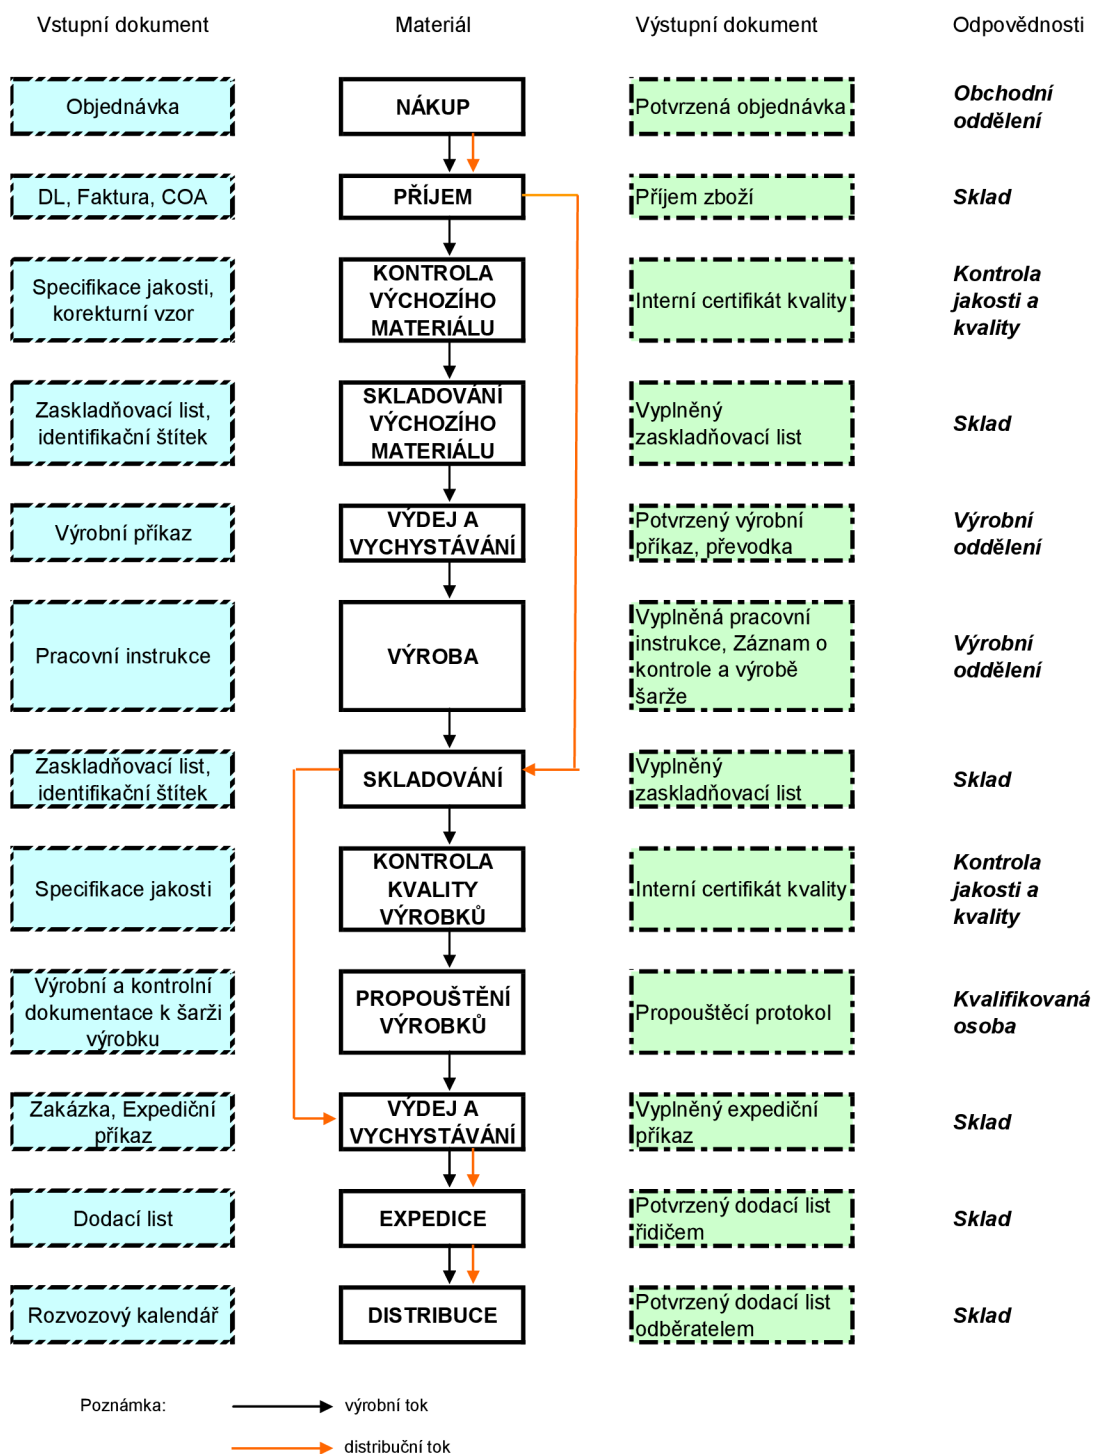 Vstupní dokument
Materiál
Výstupní dokument
Odpovědnosti
Objednávka
NÁKUP
Potvrzená objednávka
Obchodní
oddělení
DL, Faktura, COA
PŘÍJEM
Příjem zboží
Sklad
Specifikace jakosti,
korekturní vzor
KONTROLA
VÝCHOZÍHO
MATERIÁLU
Interní certifikát kvality
Kontrola
jakosti a
kvality
Zaskladňovací list,
identifikační štítek
SKLADOVÁNÍ
VÝCHOZÍHO
MATERIÁLU
Vyplněný
zaskladňovací list
Sklad
Výrobní příkaz
VÝDEJ A
VYCHYSTÁVÁNÍ
Potvrzený výrobní
příkaz, převodka
Výrobní
oddělení
Pracovní instrukce
VÝROBA
Vyplněná pracovní
instrukce, Záznam o
kontrole a výrobě
šarže
Výrobní
oddělení
Zaskladňovací list,
identifikační štítek
SKLADOVÁNÍ
Vyplněný
zaskladňovací list
Sklad
Specifikace jakosti
KONTROLA
KVALITY
VÝROBKŮ
Interní certifikát kvality
Kontrola
jakosti a
kvality
Výrobní a kontrolní
dokumentace k šarži
výrobku
PROPOUŠTĚNÍ
VÝROBKŮ
Propouštěcí protokol
Kvalifikovaná
osoba
Zakázka, Expediční
příkaz
VÝDEJ A
VYCHYSTÁVÁNÍ
Vyplněný expediční
příkaz
Sklad
Dodací list
EXPEDICE
Potvrzený dodací list
řidičem
Sklad
Rozvozový kalendář
DISTRIBUCE
Potvrzený dodací list
odběratelem
Sklad
Poznámka:
výrobní tok
distribuční tok